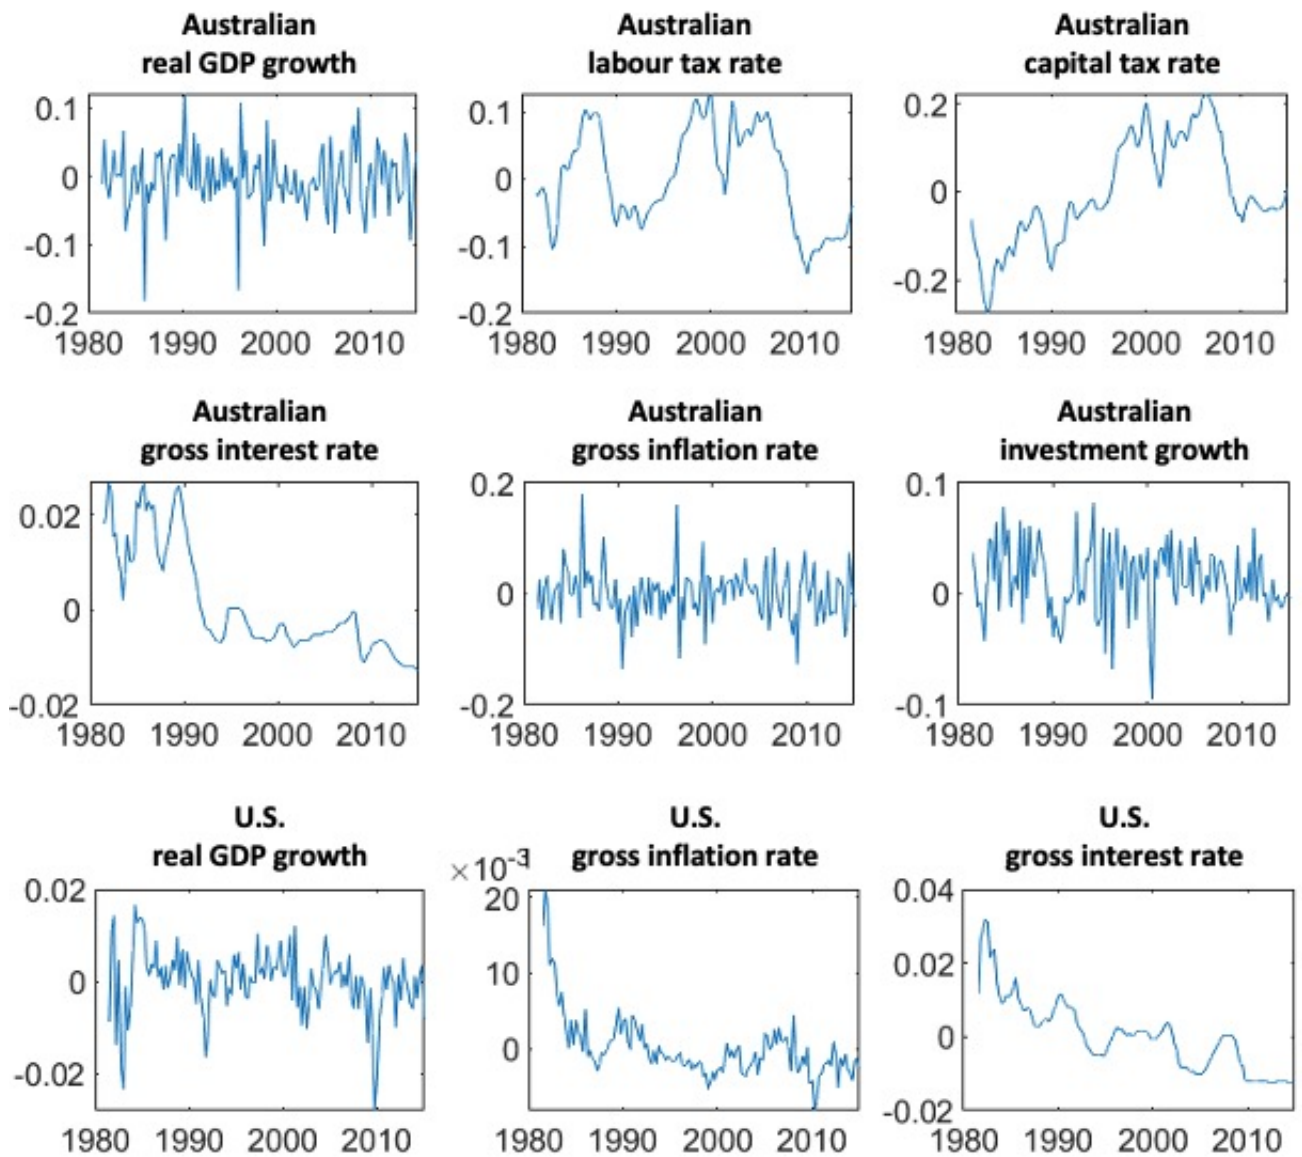 Australian
real GDP growth
0.1
0
-0.1
-0.2
1980 1990 2000 2010
Australian
labour tax rate
0.1
0
-0.1
-0.2
1980 1990 2000 2010
Australian
capital tax rate
0.2
0
-0.2
1980 1990 2000 2010
Australian
gross interest rate
0.02
0
-0.02
1980 1990 2000 2010
Australian
gross inflation rate
0.2
0
-0.2
1980 1990 2000 2010
Australian
investment growth
0.1
0
-0.1
1980 1990 2000 2010
U.S.
real GDP growth
0.02
0
-0.02
1980 1990 2000 2010
U.S.
gross inflation rate
×10⁻³
20
10
0
1980 1990 2000 2010
U.S.
gross interest rate
0.04
0.02
0
-0.02
1980 1990 2000 2010